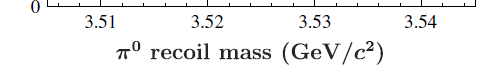 0
3.51 3.52 3.53 3.54
π⁰ recoil mass (GeV/c²)